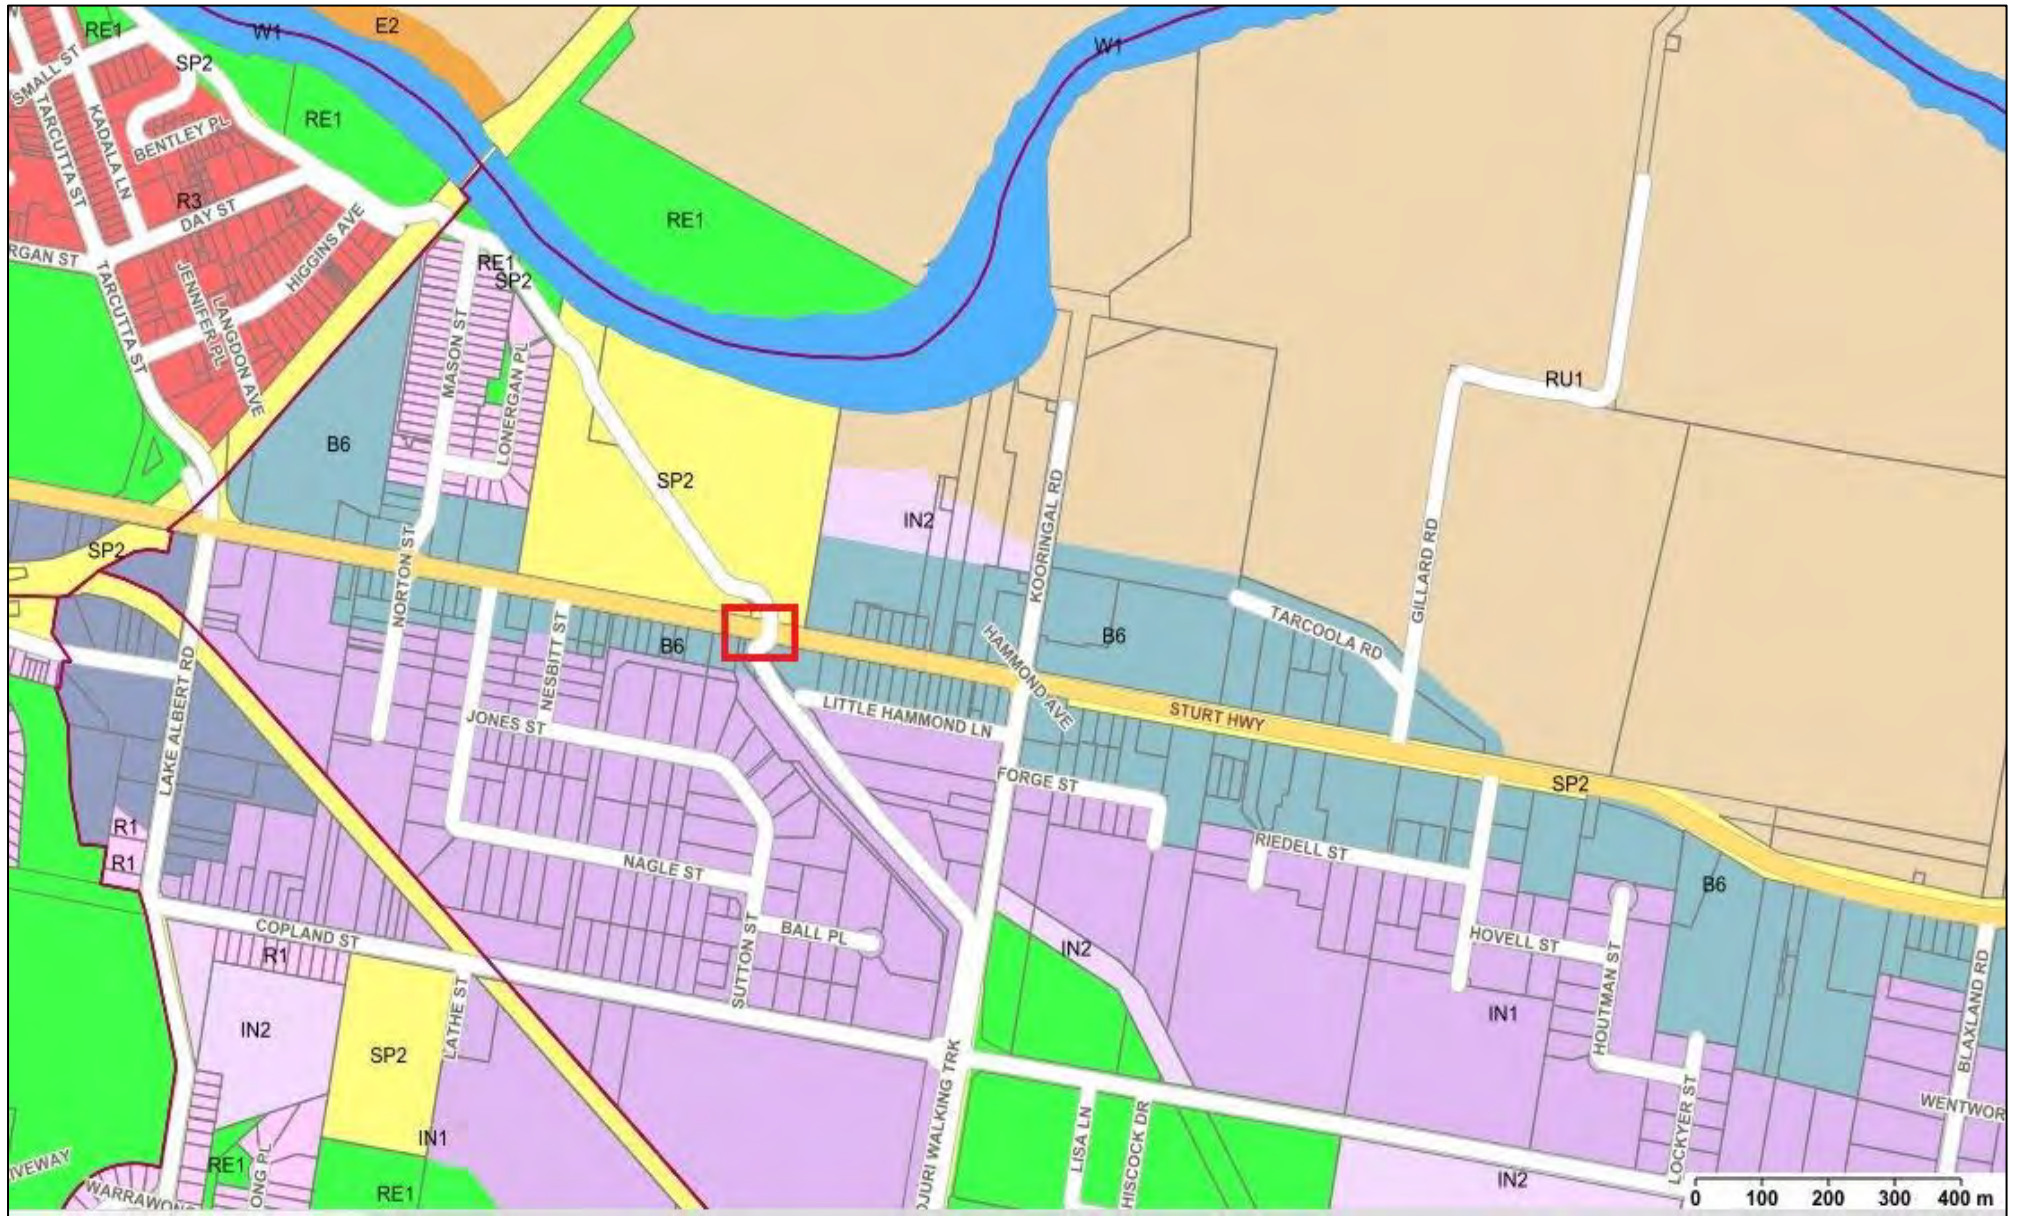 W1
E2
RE1
SP2
SMALL ST
TARCUTTA ST
KADALA LN
BENTLEY PL
RE1
W1
R3
DAY ST
HIGGINS AVE
RE1
RGAN ST
TARCUTTA ST
JENNIFER PL
LANGDON AVE
RE1
SP2
MASON ST
LONERGAN PL
RU1
B6
SP2
IN2
KOORINGAL RD
GILLARD RD
SP2
NORTON ST
NESBITT ST
B6
HAMMOND AVE
B6
TARCOOLA RD
LAKE ALBERT RD
JONES ST
LITTLE HAMMOND LN
STURT HWY
FORGE ST
SP2
R1
R1
NAGLE ST
RIEDELL ST
B6
COPLAND ST
R1
SUTTON ST
BALL PL
IN2
HOVELL ST
HOUTMAN ST
BLAXLAND RD
IN2
SP2
LATHE ST
IN1
IN1
DJURI WALKING TRK
LISA LN
HISCOCK DR
LOCKYER ST
WENTWOR
IVEWAY
WARRAWONG
RE1
ONG PL
RE1
IN2
0 100 200 300 400 m